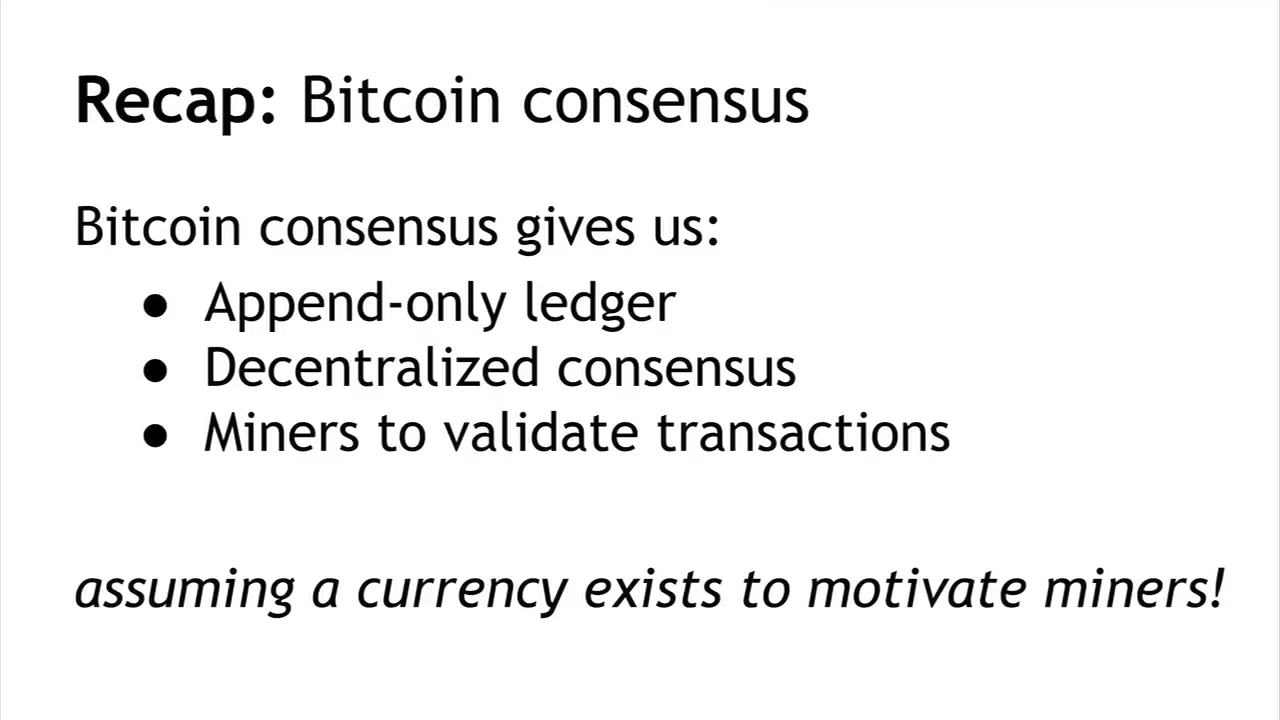 Recap: Bitcoin consensus
Bitcoin consensus gives us:
● Append-only ledger
● Decentralized consensus
● Miners to validate transactions
assuming a currency exists to motivate miners!